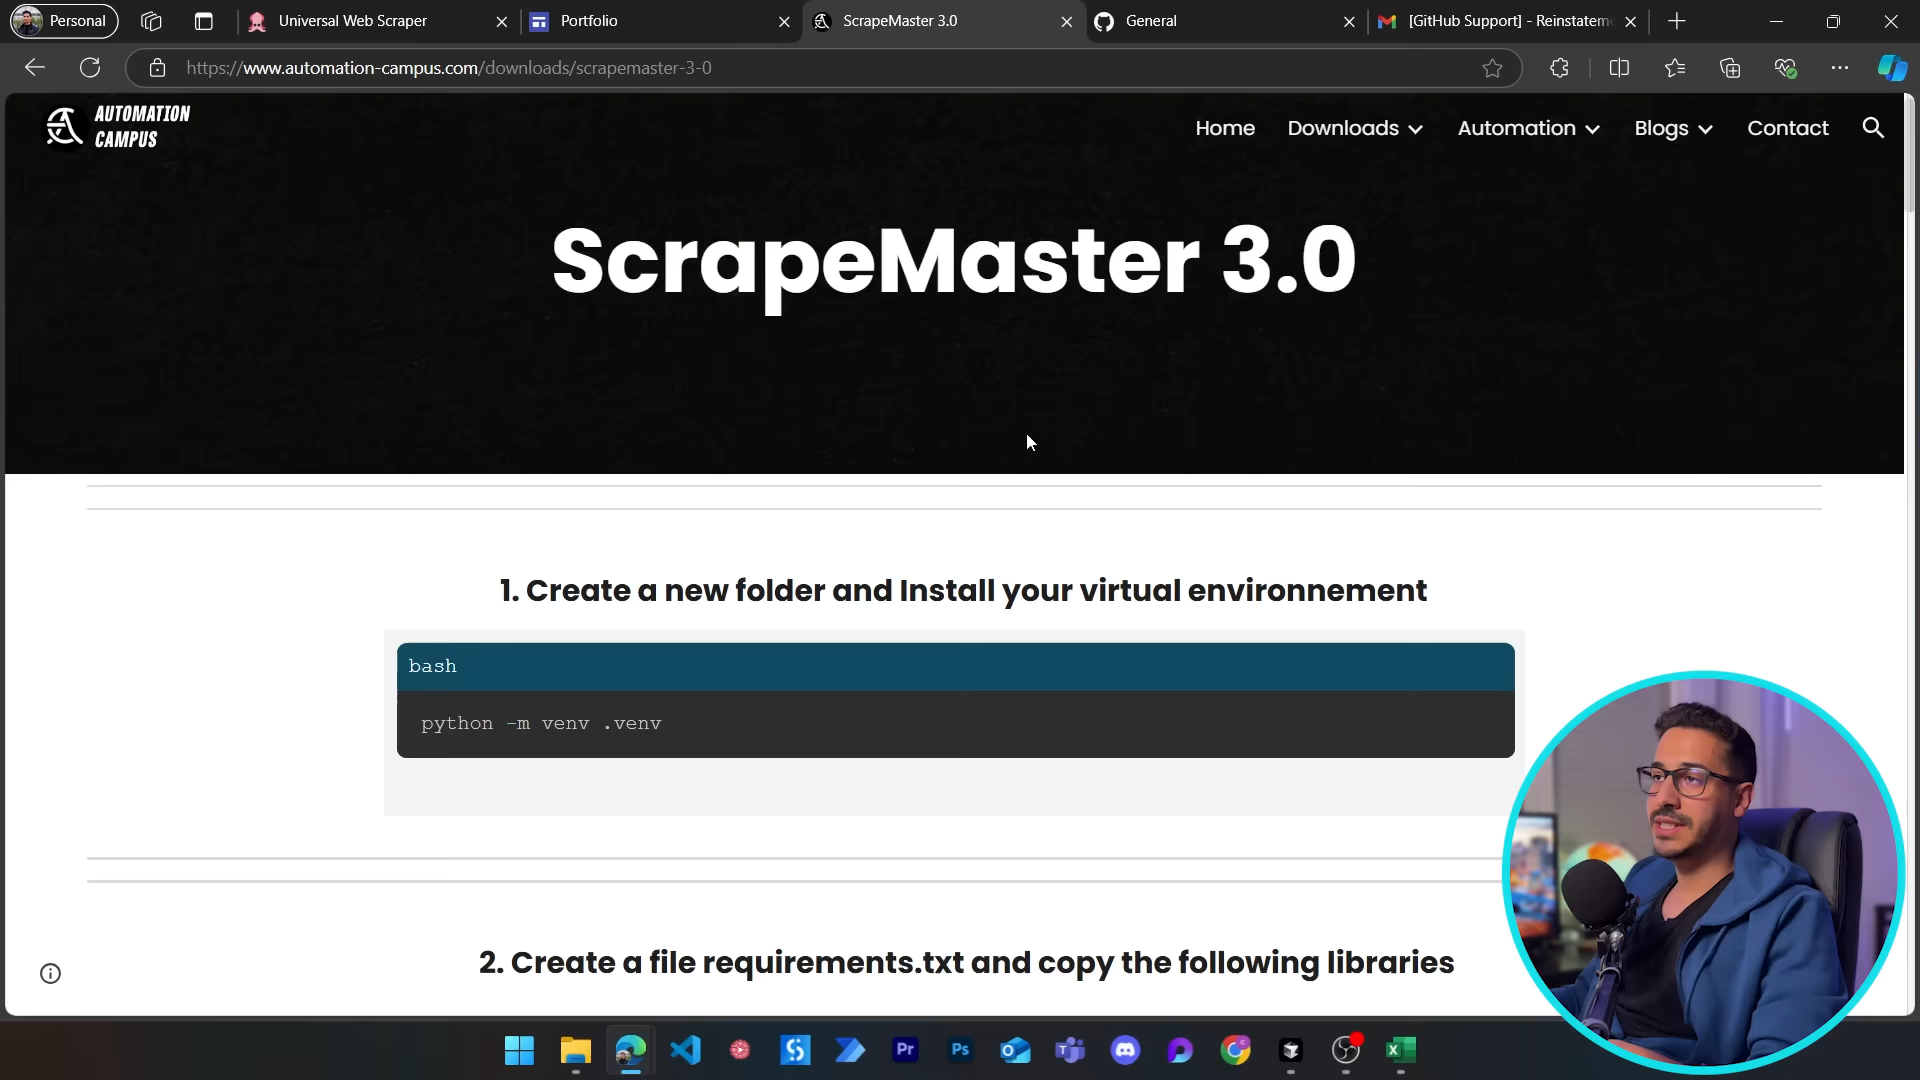 Personal
Universal Web Scraper
Portfolio
ScrapeMaster 3.0
General
[GitHub Support] - Reinstatem
https://www.automation-campus.com/downloads/scrapemaster-3-0
AUTOMATION
CAMPUS
Home
Downloads
Automation
Blogs
Contact
ScrapeMaster 3.0
1. Create a new folder and Install your virtual environnement
bash
python -m venv .venv
2. Create a file requirements.txt and copy the following libraries
Pr
Ps